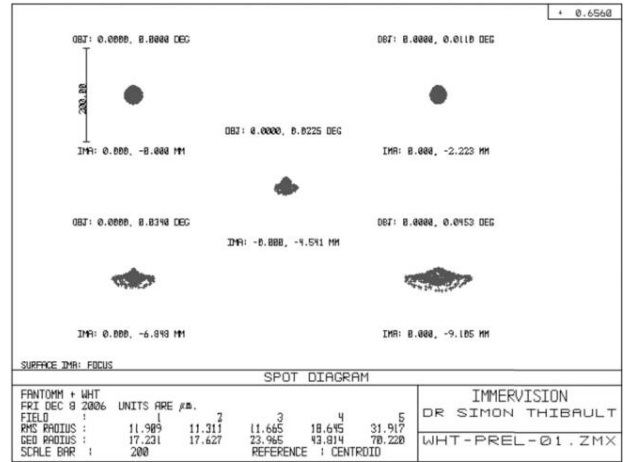 + 0.6560
OBJ: 0.0000, 0.0000 DEG
OBJ: 0.0000, 0.0110 DEG
200.00
IMA: 0.000, -0.000 MM
OBJ: 0.0000, 0.0225 DEG
IMA: 0.000, -2.223 MM
OBJ: 0.0000, 0.0340 DEG
OBJ: 0.0000, 0.0453 DEG
IMA: -0.000, -4.541 MM
IMA: 0.000, -6.848 MM
IMA: 0.000, -9.105 MM
SURFACE IMA: FOCUS
SPOT DIAGRAM
FANTOMM + WHT
FRI DEC 8 2006 UNITS ARE µm.
FIELD : 1 2 3 4 5
RMS RADIUS : 11.909 11.311 11.665 18.645 31.917
GEO RADIUS : 17.231 17.627 23.965 43.814 70.220
SCALE BAR : 200 REFERENCE : CENTROID
IMMERVISION
DR SIMON THIBAULT
WHT-PREL-01.ZMX